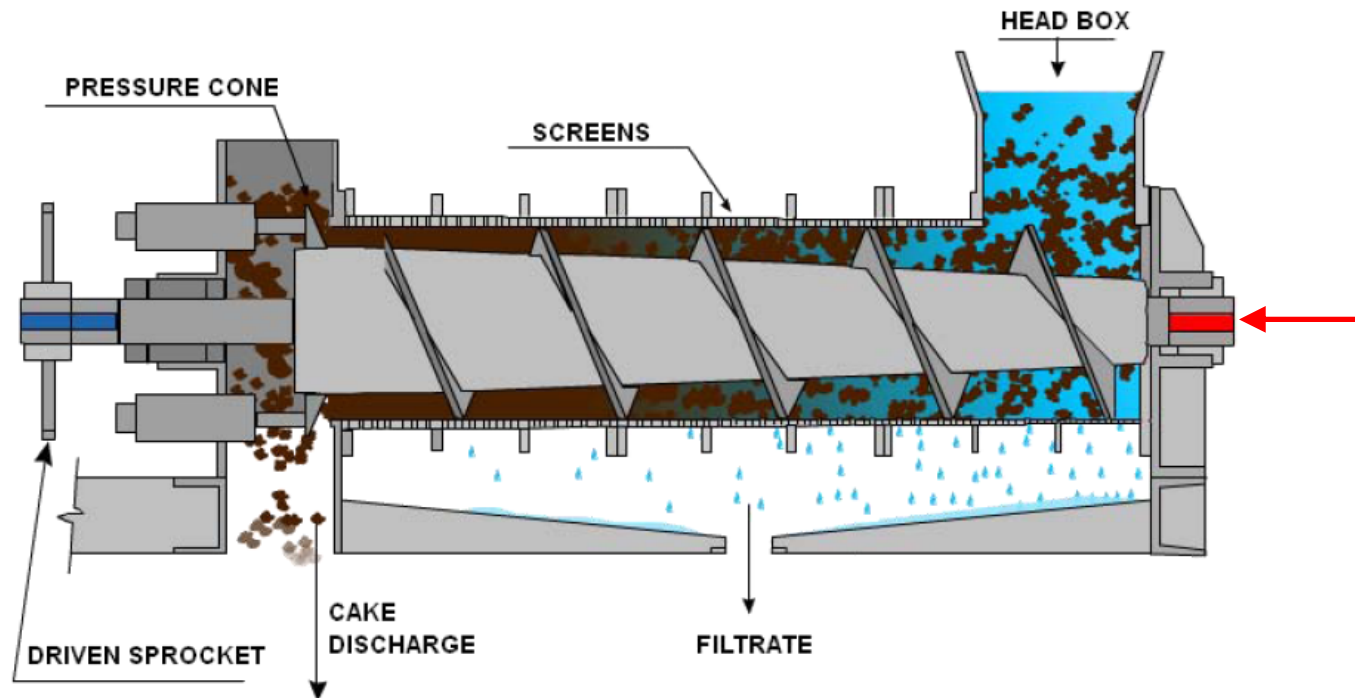 HEAD BOX
PRESSURE CONE
SCREENS
CAKE
DISCHARGE
FILTRATE
DRIVEN SPROCKET